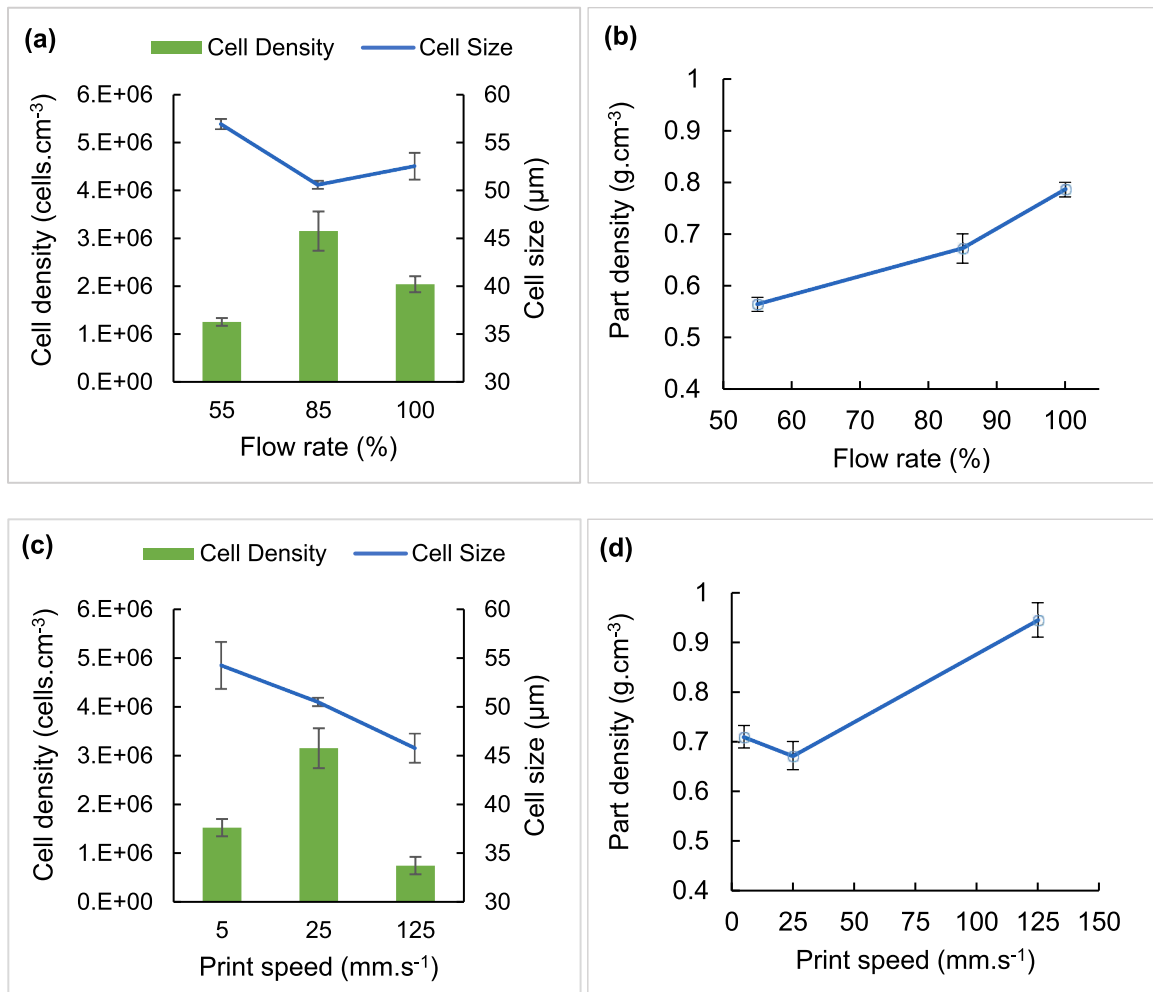 (a)
Cell Density
Cell Size
6.E+06
5.E+06
4.E+06
3.E+06
2.E+06
1.E+06
0.E+00
Cell density (cells.cm-3)
60
55
50
45
40
35
30
Cell size (µm)
55
85
100
Flow rate (%)
(b)
1
0.9
0.8
0.7
0.6
0.5
0.4
Part density (g.cm-3)
50
60
70
80
90
100
Flow rate (%)
(c)
Cell Density
Cell Size
6.E+06
5.E+06
4.E+06
3.E+06
2.E+06
1.E+06
0.E+00
Cell density (cells.cm-3)
60
55
50
45
40
35
30
Cell size (µm)
5
25
125
Print speed (mm.s-1)
(d)
1
0.9
0.8
0.7
0.6
0.5
0.4
Part density (g.cm-3)
0
25
50
75
100
125
150
Print speed (mm.s-1)